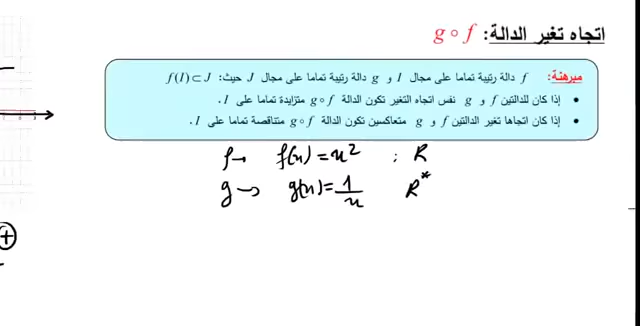 اتجاه تغير الدالة: g ∘ f
مبرهنة: f دالة رتيبة تماما على مجال I و g دالة رتيبة تماما على مجال J حيث: f(I) ⊂ J
• إذا كان للدالتين f و g نفس اتجاه التغير تكون الدالة g∘f متزايدة تماما على I .
• إذا كان اتجاها تغير الدالتين f و g متعاكسين تكون الدالة g∘f متناقصة تماما على I .
f → f(x) = x² ; R
g → g(x) = 1/x R*